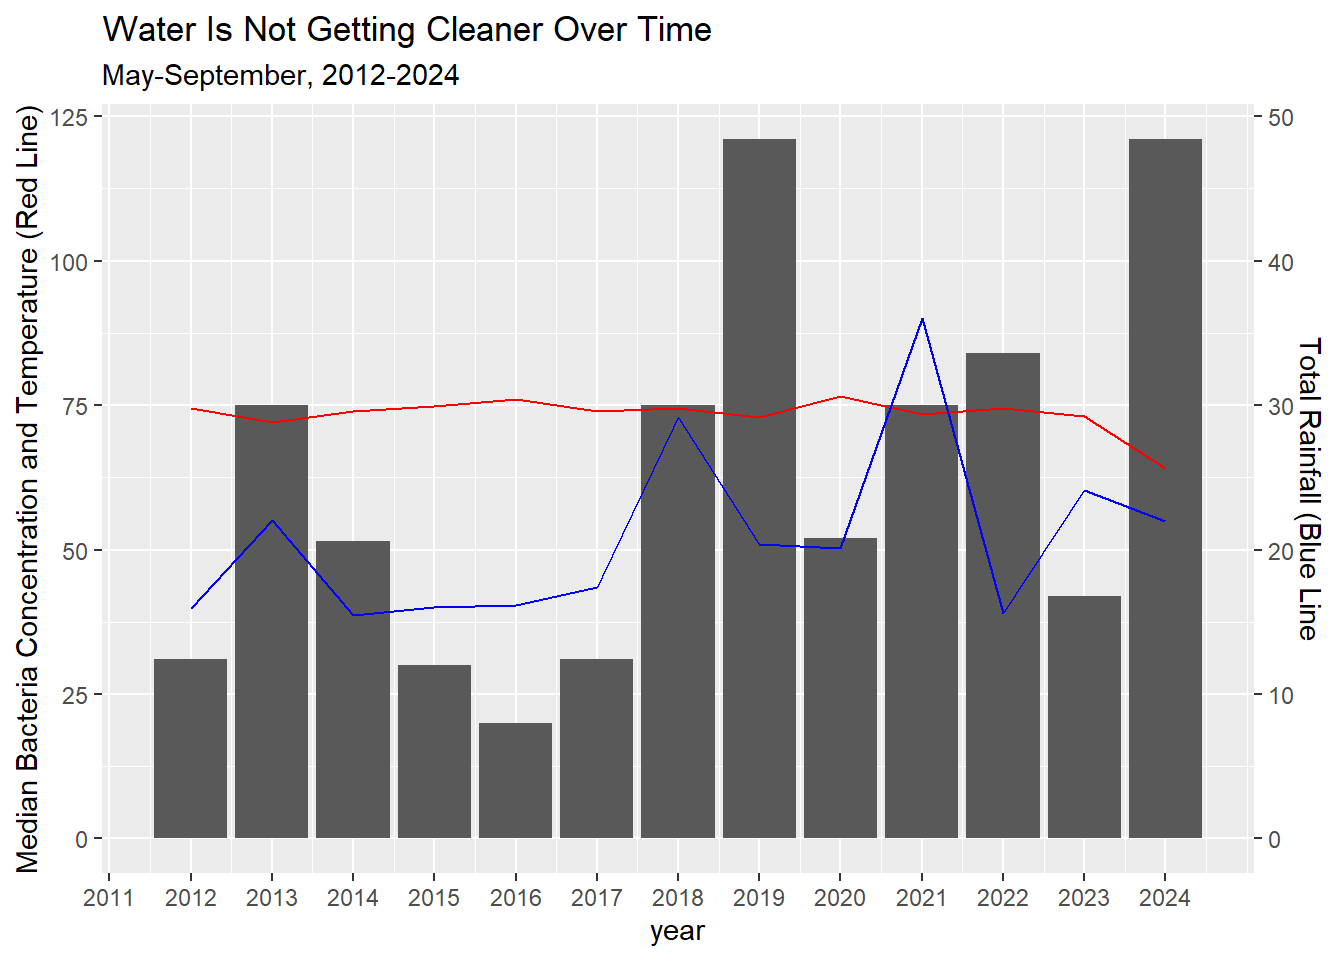 Water Is Not Getting Cleaner Over Time
May-September, 2012-2024
Median Bacteria Concentration and Temperature (Red Line)
125
100
75
50
25
0
50
40
30
20
10
0
Total Rainfall (Blue Line
2011 2012 2013 2014 2015 2016 2017 2018 2019 2020 2021 2022 2023 2024
year